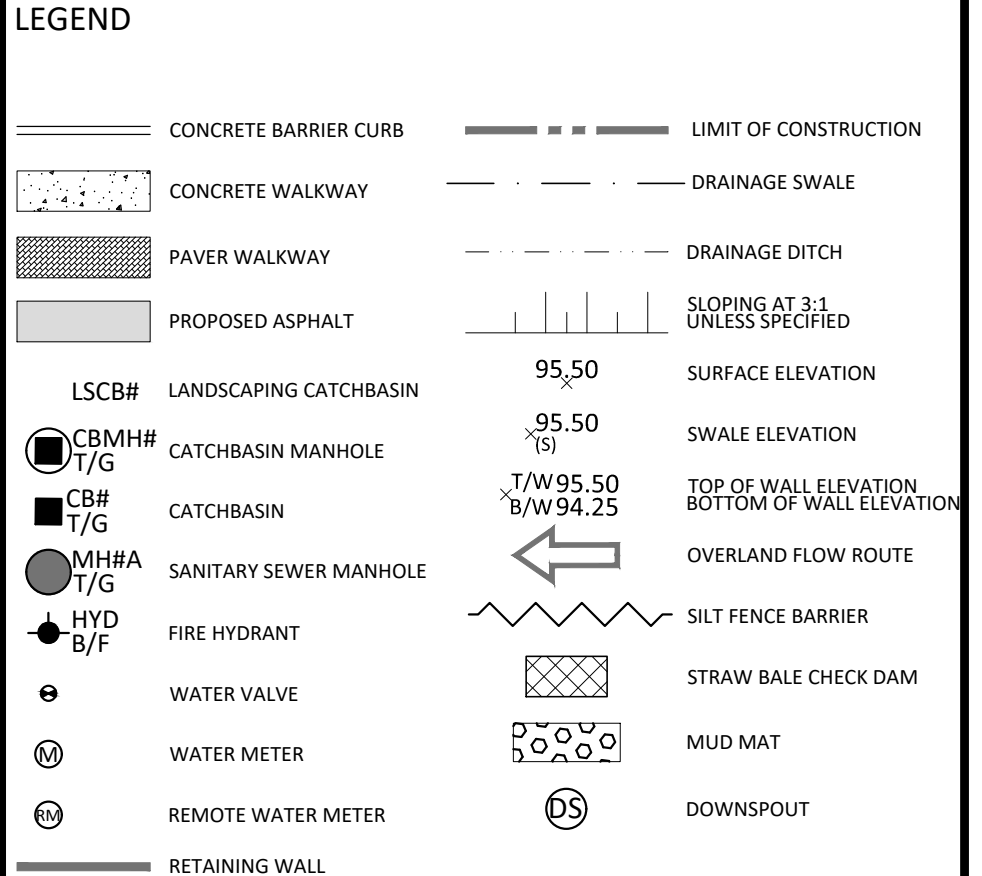 LEGEND
CONCRETE BARRIER CURB
CONCRETE WALKWAY
PAVER WALKWAY
PROPOSED ASPHALT
LSCB# LANDSCAPING CATCHBASIN
CBMH#
T/G
CATCHBASIN MANHOLE
CB#
T/G
CATCHBASIN
MH#A
T/G
SANITARY SEWER MANHOLE
HYD
B/F
FIRE HYDRANT
WATER VALVE
M WATER METER
RM REMOTE WATER METER
RETAINING WALL
LIMIT OF CONSTRUCTION
DRAINAGE SWALE
DRAINAGE DITCH
SLOPING AT 3:1
UNLESS SPECIFIED
95.50
SURFACE ELEVATION
95.50
(S)
SWALE ELEVATION
T/W 95.50
B/W 94.25
TOP OF WALL ELEVATION
BOTTOM OF WALL ELEVATION
OVERLAND FLOW ROUTE
SILT FENCE BARRIER
STRAW BALE CHECK DAM
MUD MAT
DS DOWNSPOUT